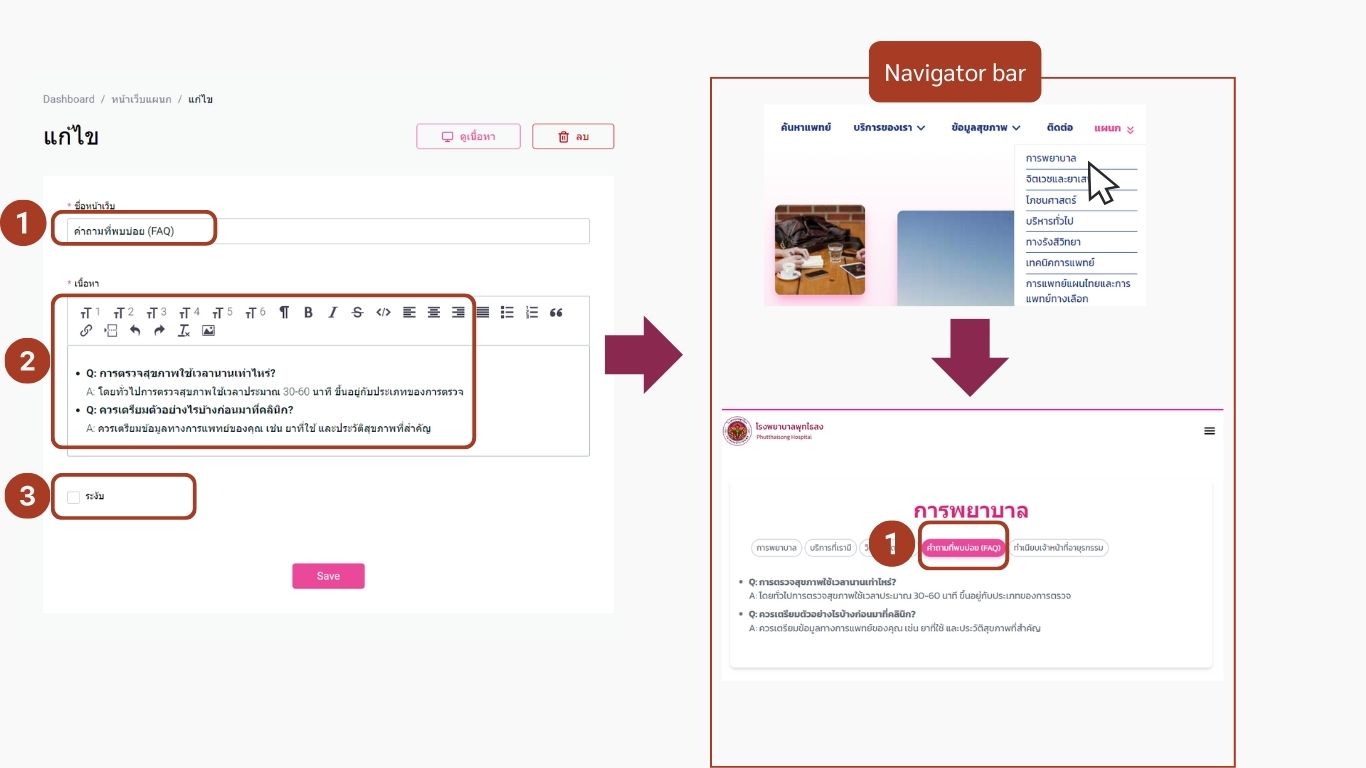 Dashboard / หน้าเว็บแผนก / แก้ไข
แก้ไข
ดูเนื้อหา
ลบ
1
* ชื่อหน้าเว็บ
คำถามที่พบบ่อย (FAQ)
* เนื้อหา
2
TT 1 TT 2 TT 3 TT 4 TT 5 TT 6
Q: การตรวจสุขภาพใช้เวลานานเท่าไหร่?
A: โดยทั่วไปการตรวจสุขภาพใช้เวลาประมาณ 30-60 นาที ขึ้นอยู่กับประเภทของการตรวจ
Q: ควรเตรียมตัวอย่างไรบ้างก่อนมาที่คลินิก?
A: ควรเตรียมข้อมูลทางการแพทย์ของคุณ เช่น ยาที่ใช้ และประวัติสุขภาพที่สำคัญ
3
ระงับ
Save
Navigator bar
ค้นหาแพทย์ บริการของเรา ข้อมูลสุขภาพ ติดต่อ แผนก
การพยาบาล
จิตเวชและยาเส
โภชนศาสตร์
บริหารทั่วไป
ทางรังสีวิทยา
เทคนิคการแพทย์
การแพทย์แผนไทยและการ
แพทย์ทางเลือก
โรงพยาบาลพุทไธสง
Phutthaisong Hospital
การพยาบาล
1
การพยาบาล บริการที่เรามี คำถามที่พบบ่อย (FAQ) ทำเนียบเจ้าหน้าที่อายุรกรรม
Q: การตรวจสุขภาพใช้เวลานานเท่าไหร่?
A: โดยทั่วไปการตรวจสุขภาพใช้เวลาประมาณ 30-60 นาที ขึ้นอยู่กับประเภทของการตรวจ
Q: ควรเตรียมตัวอย่างไรบ้างก่อนมาที่คลินิก?
A: ควรเตรียมข้อมูลทางการแพทย์ของคุณ เช่น ยาที่ใช้ และประวัติสุขภาพที่สำคัญ